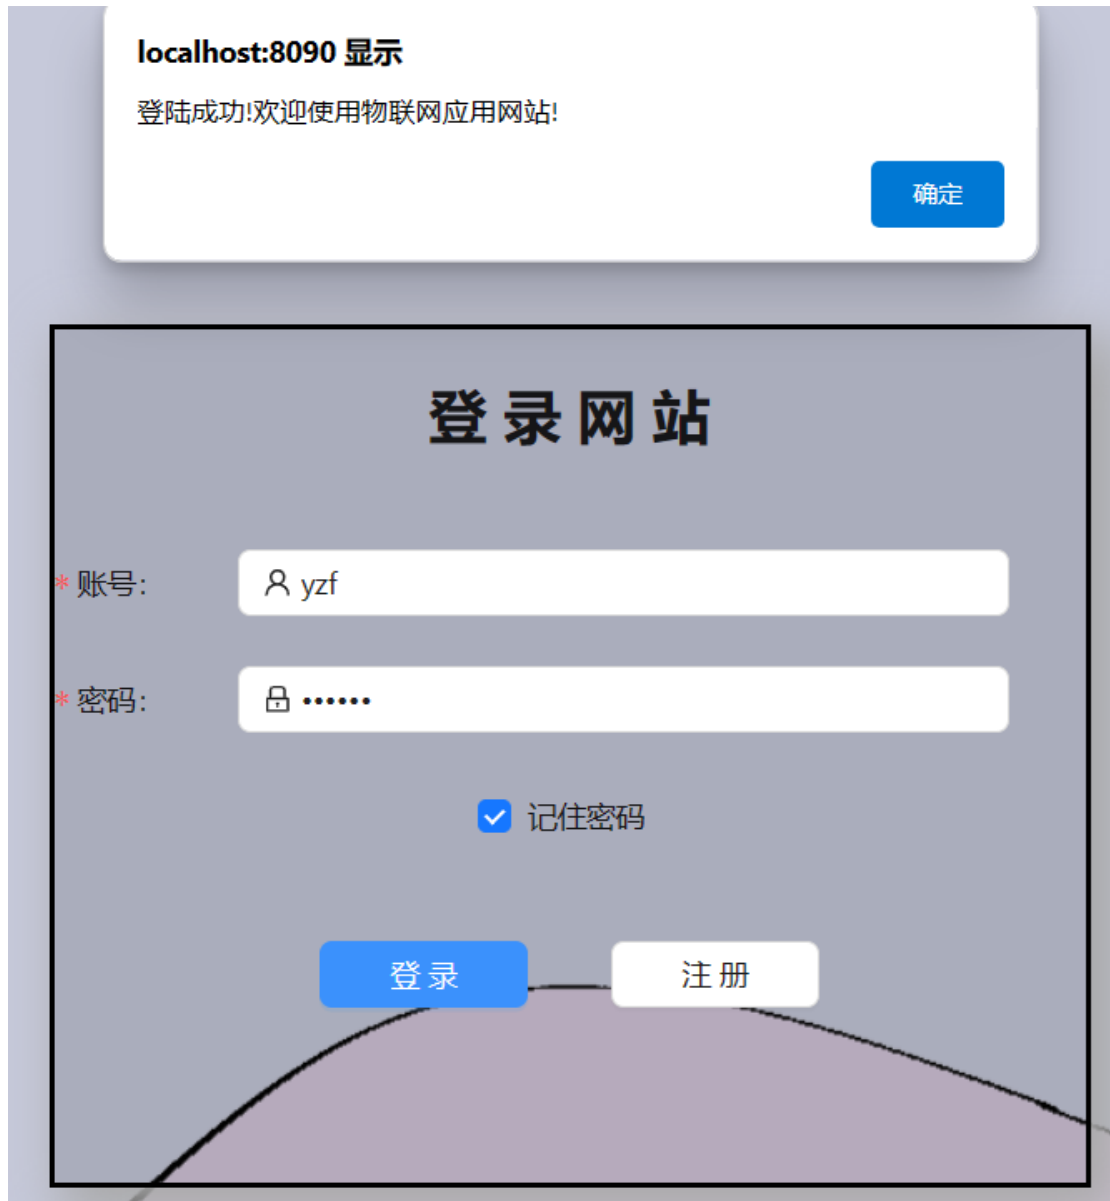 localhost:8090 显示
登陆成功!欢迎使用物联网应用网站!
确定
登录网站
* 账号:
yzf
* 密码:
••••••
记住密码
登录
注册